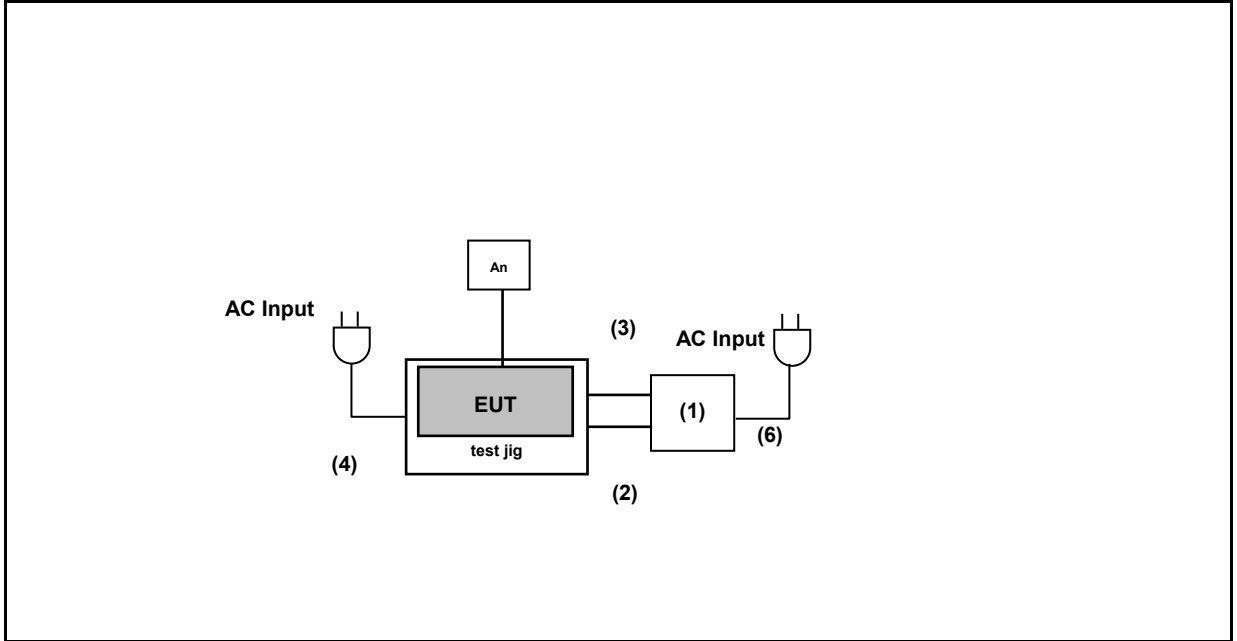 An
AC Input
(3)
AC Input
EUT
(1)
(6)
test jig
(4)
(2)